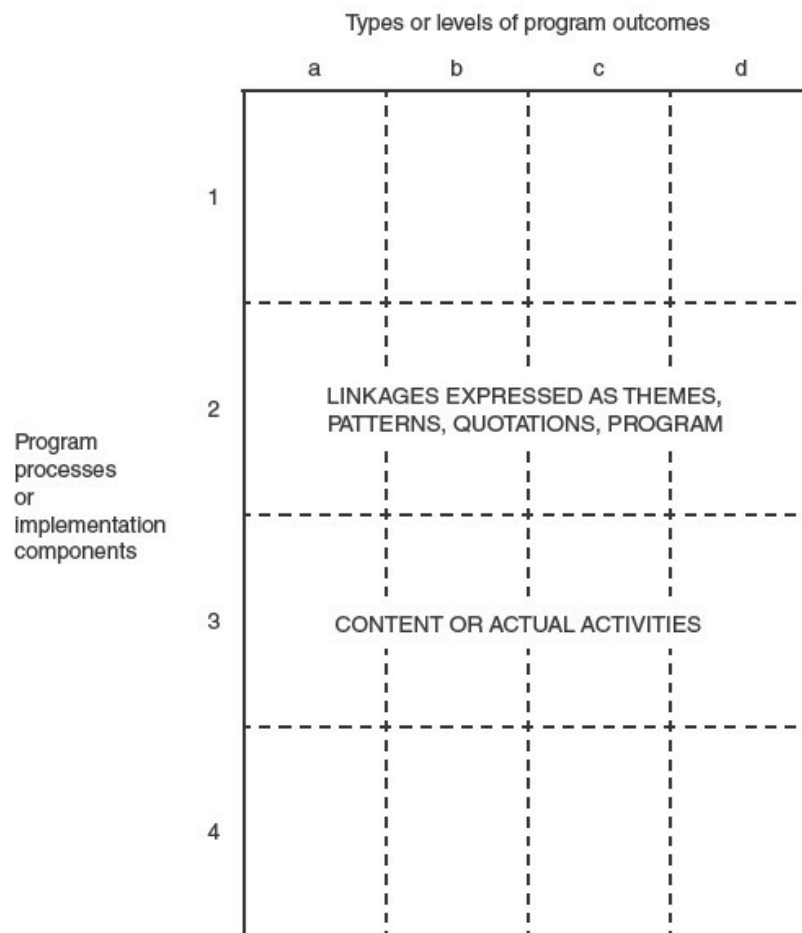 Types or levels of program outcomes
a b c d
1
2
LINKAGES EXPRESSED AS THEMES,
PATTERNS, QUOTATIONS, PROGRAM
Program
processes
or
implementation
components
3
CONTENT OR ACTUAL ACTIVITIES
4